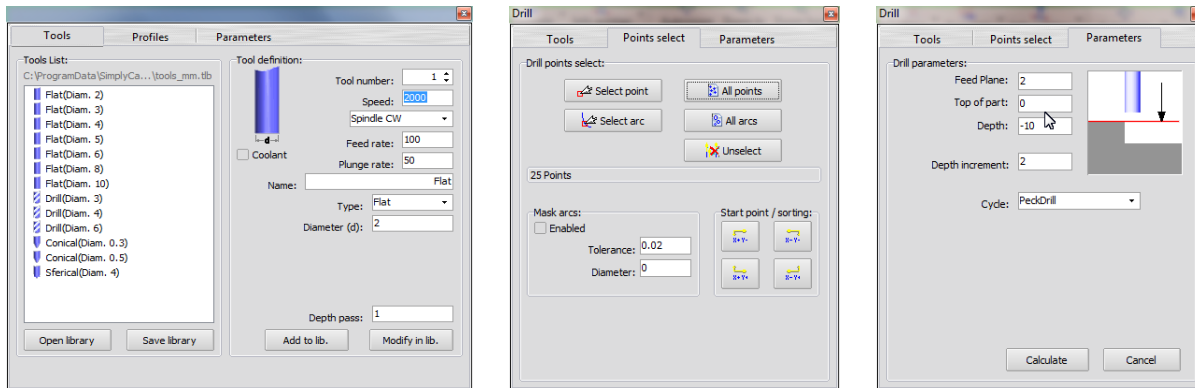 Tools Profiles Parameters
Tools List:
C:\ProgramData\SimplyCa...\tools_mm.tlb
Flat(Diam. 2)
Flat(Diam. 3)
Flat(Diam. 4)
Flat(Diam. 5)
Flat(Diam. 6)
Flat(Diam. 8)
Flat(Diam. 10)
Drill(Diam. 3)
Drill(Diam. 4)
Drill(Diam. 6)
Conical(Diam. 0.3)
Conical(Diam. 0.5)
Sferical(Diam. 4)
Open library Save library
Tool definition:
d
Coolant
Tool number: 1
Speed: 2000
Spindle CW
Feed rate: 100
Plunge rate: 50
Name: Flat
Type: Flat
Diameter (d): 2
Depth pass: 1
Add to lib. Modify in lib.
Drill
Tools Points select Parameters
Drill points select:
Select point All points
Select arc All arcs
Unselect
25 Points
Mask arcs:
Enabled
Tolerance: 0.02
Diameter: 0
Start point / sorting:
X+Y- X-Y-
X+Y+ X-Y+
Drill
Tools Points select Parameters
Drill parameters:
Feed Plane: 2
Top of part: 0
Depth: -10
Depth increment: 2
Cycle: PeckDrill
Calculate Cancel